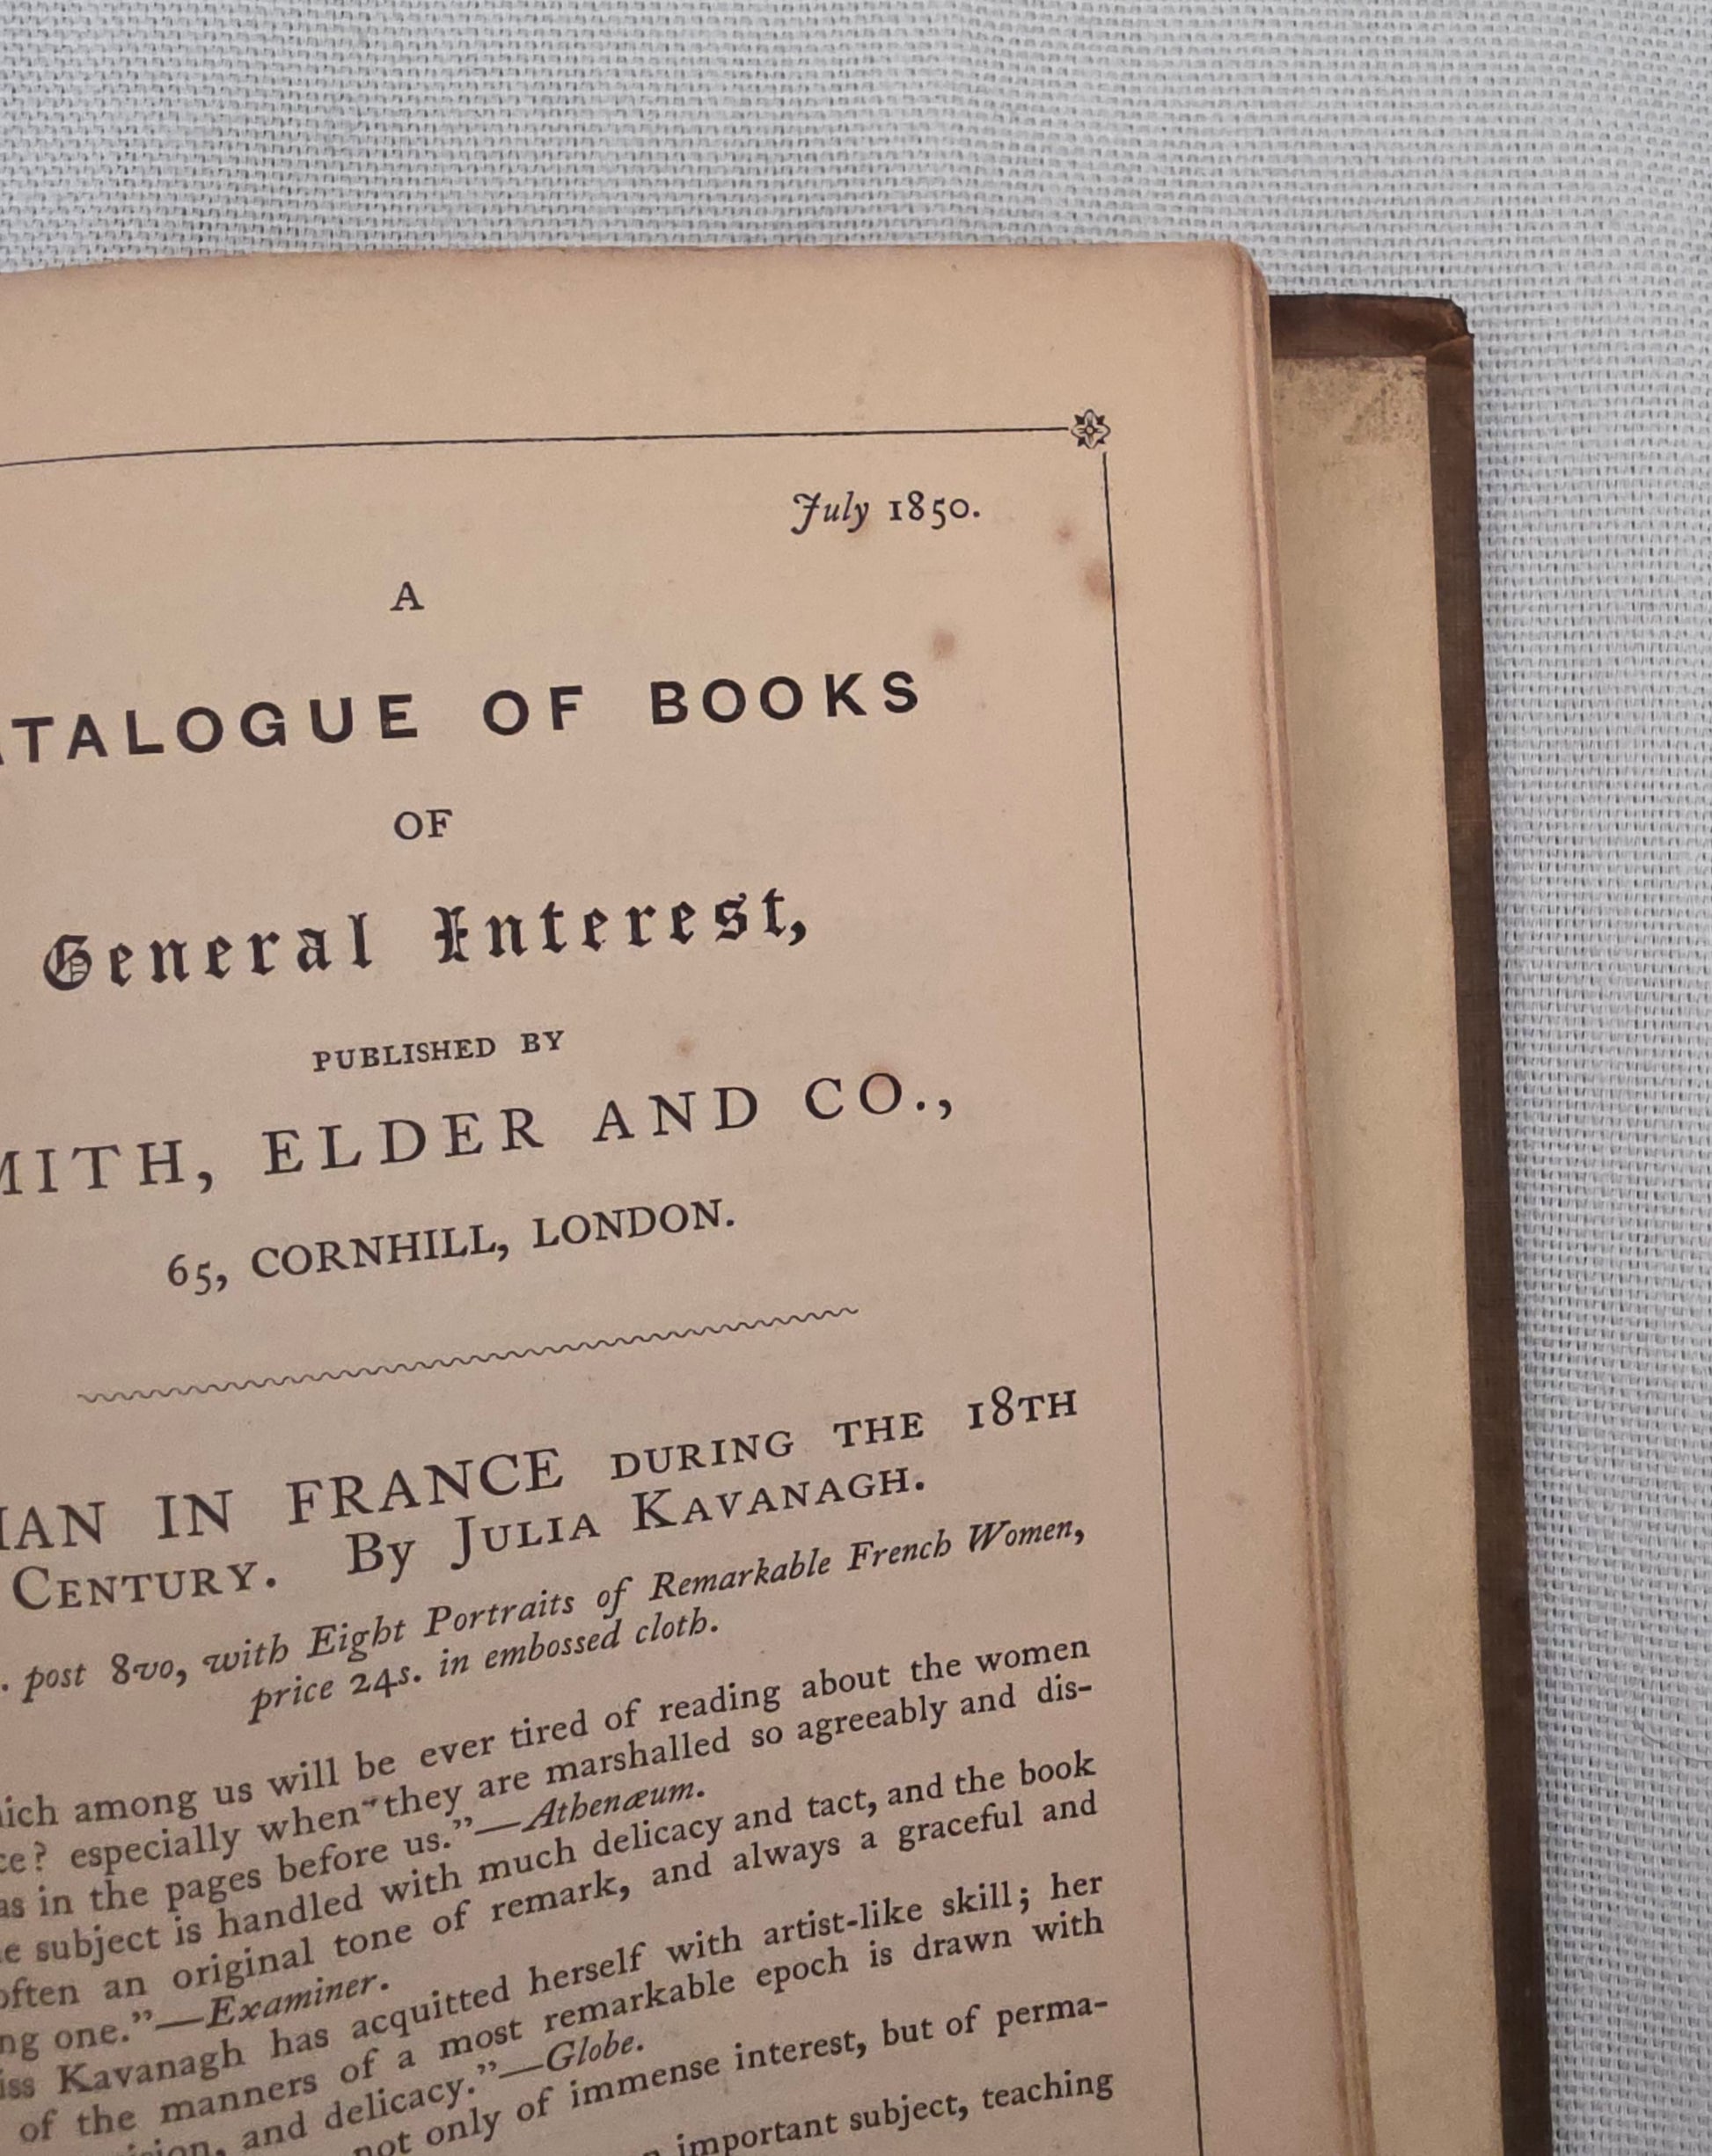 July 1850.
A
ATALOGUE OF BOOKS
OF
General Interest,
PUBLISHED BY
MITH, ELDER AND CO.,
65, CORNHILL, LONDON.
IAN IN FRANCE DURING THE 18TH
CENTURY. By JULIA KAVANAGH.
. post 8vo, with Eight Portraits of Remarkable French Women,
price 24s. in embossed cloth.
hich among us will be ever tired of reading about the women
ce? especially when they are marshalled so agreeably and dis-
as in the pages before us.”—Athenæum.
e subject is handled with much delicacy and tact, and the book
often an original tone of remark, and always a graceful and
ng one.”—Examiner.
iss Kavanagh has acquitted herself with artist-like skill; her
of the manners of a most remarkable epoch is drawn with
ision, and delicacy.”—Globe.
not only of immense interest, but of perma-
important subject, teaching